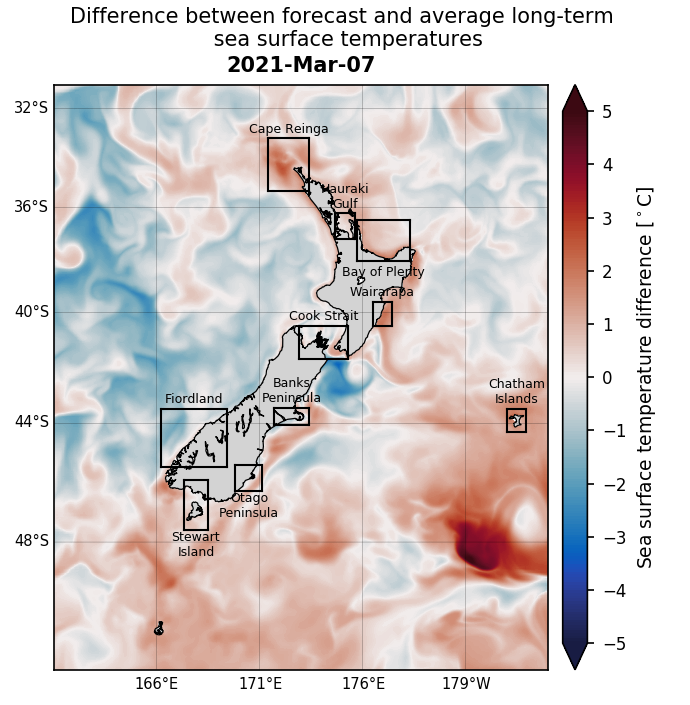 Difference between forecast and average long-term
sea surface temperatures
2021-Mar-07
32°S
36°S
40°S
44°S
48°S
Cape Reinga
Hauraki
Gulf
Bay of Plenty
Wairarapa
Cook Strait
Banks
Peninsula
Fiordland
Chatham
Islands
Otago
Peninsula
Stewart
Island
166°E
171°E
176°E
179°W
5
4
3
2
1
0
−1
−2
−3
−4
−5
Sea surface temperature difference [°C]